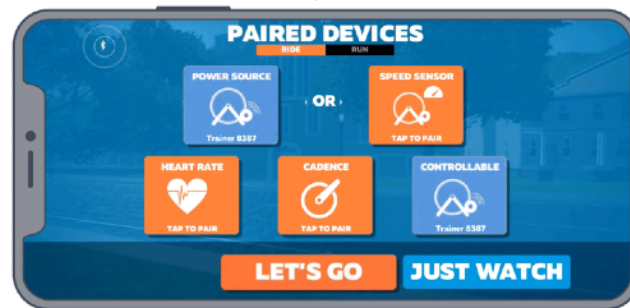 PAIRED DEVICES
RIDE RUN
POWER SOURCE
Trainer 8387
‹ OR ›
SPEED SENSOR
TAP TO PAIR
HEART RATE
TAP TO PAIR
CADENCE
TAP TO PAIR
CONTROLLABLE
Trainer 8387
LET'S GO
JUST WATCH